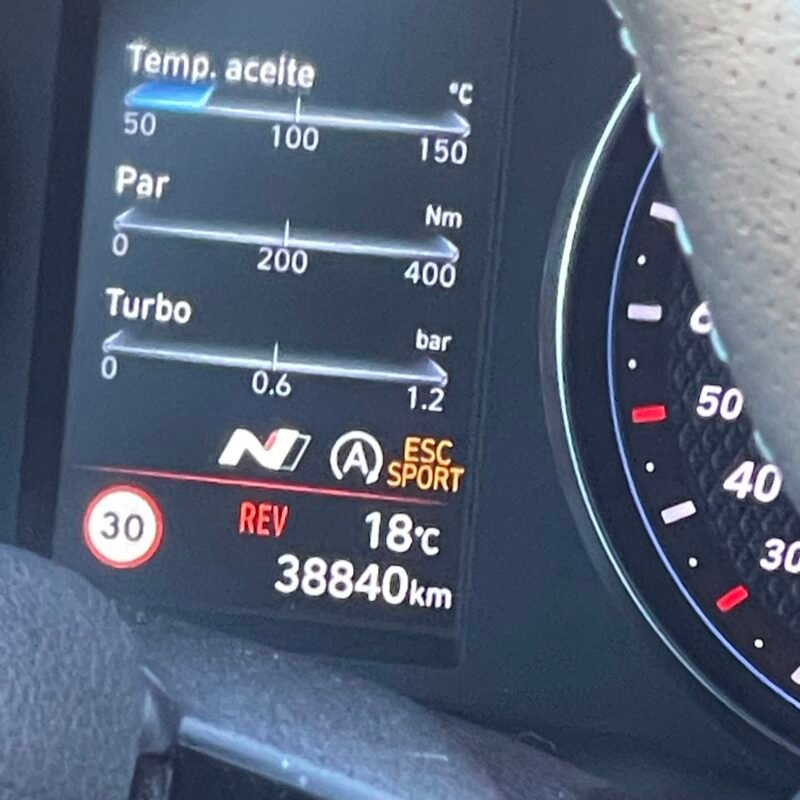 Temp. aceite
°C
50 100 150
Par
Nm
0 200 400
Turbo
bar
0 0.6 1.2
N A ESC
SPORT
30 REV 18°C
38840km
50
40
30